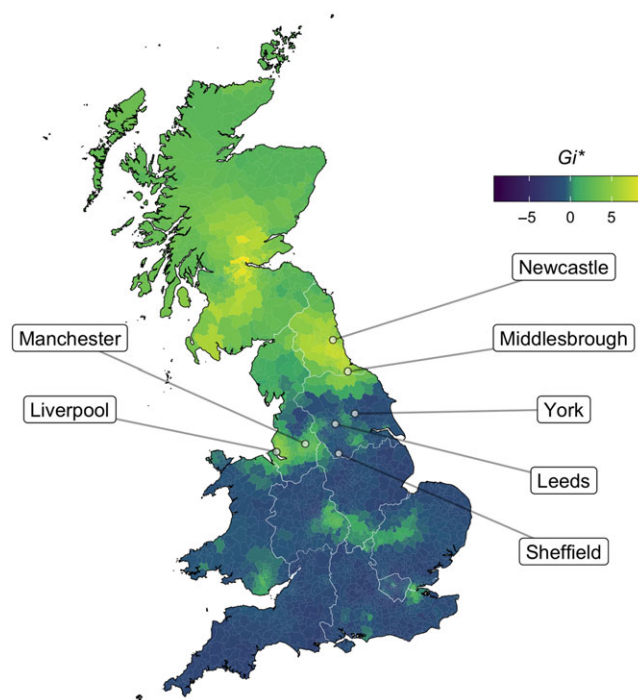 Gi*
−5 0 5
Newcastle
Manchester
Middlesbrough
Liverpool
York
Leeds
Sheffield